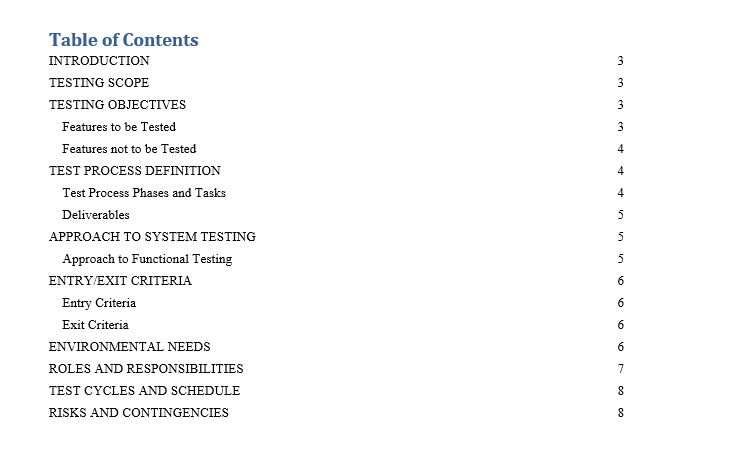 Table of Contents
INTRODUCTION 3
TESTING SCOPE 3
TESTING OBJECTIVES 3
Features to be Tested 3
Features not to be Tested 4
TEST PROCESS DEFINITION 4
Test Process Phases and Tasks 4
Deliverables 5
APPROACH TO SYSTEM TESTING 5
Approach to Functional Testing 5
ENTRY/EXIT CRITERIA 6
Entry Criteria 6
Exit Criteria 6
ENVIRONMENTAL NEEDS 6
ROLES AND RESPONSIBILITIES 7
TEST CYCLES AND SCHEDULE 8
RISKS AND CONTINGENCIES 8